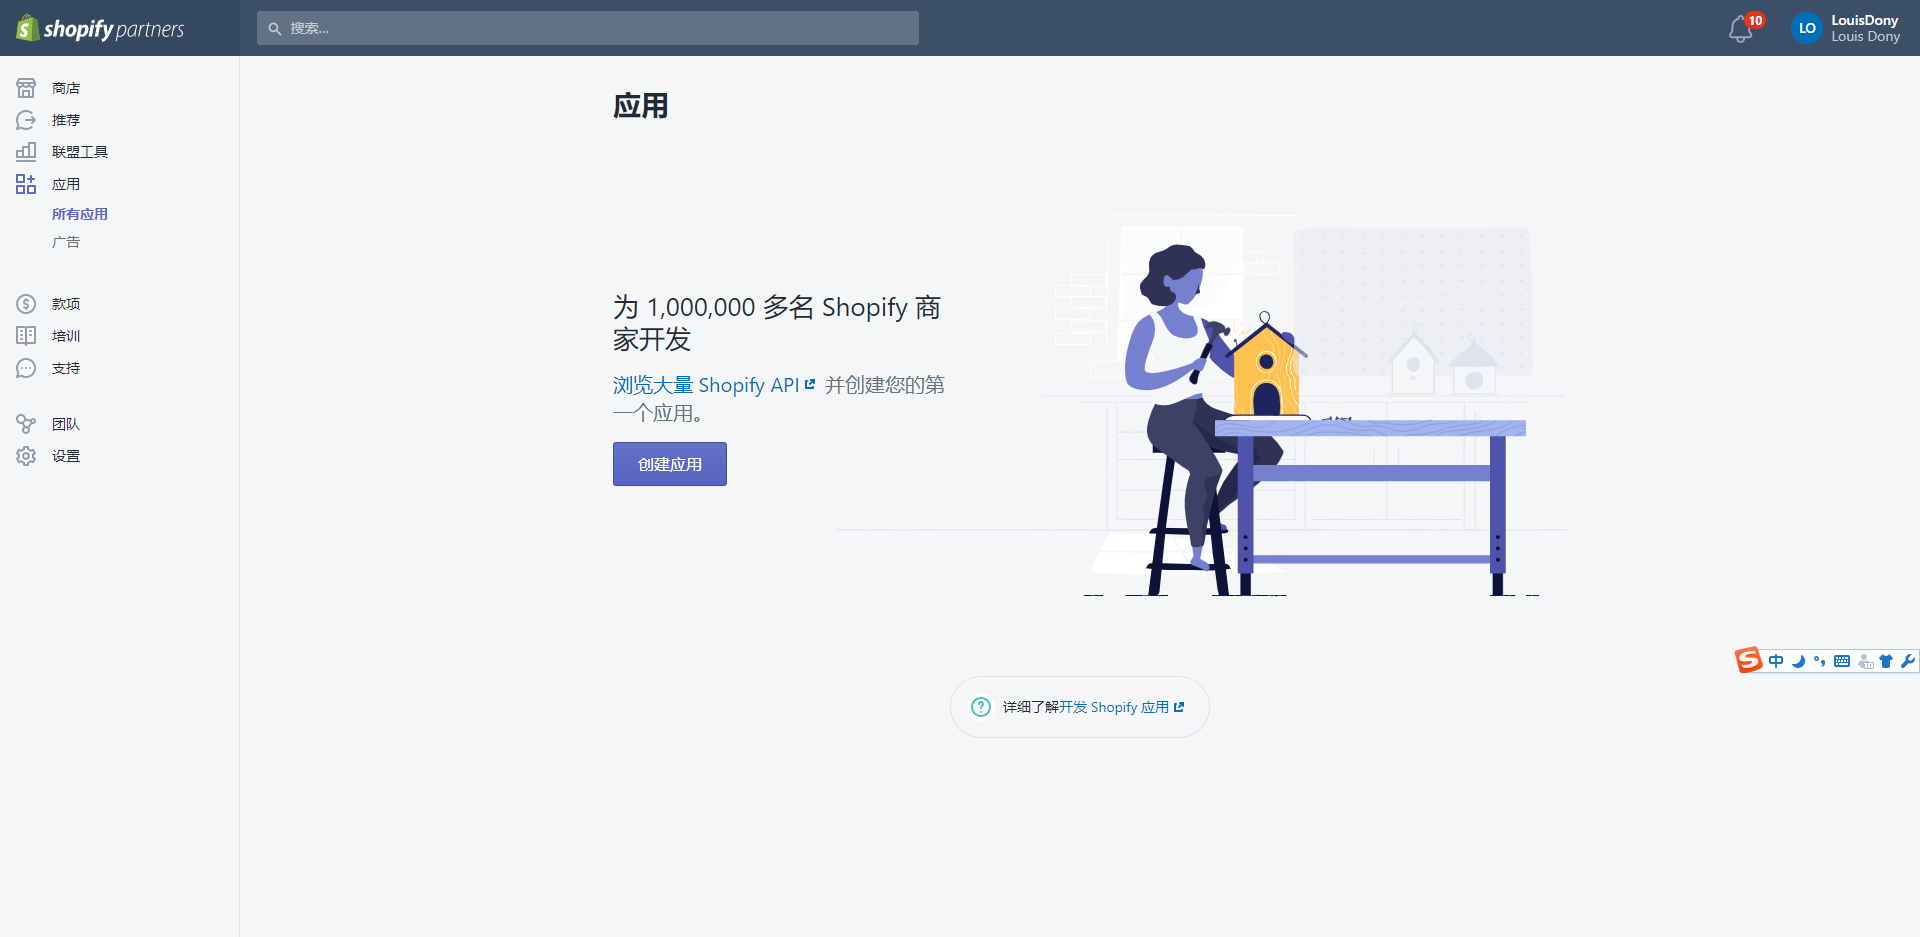 shopify partners
搜索...
10
LO
LouisDony
Louis Dony
商店
推荐
联盟工具
应用
所有应用
广告
款项
培训
支持
团队
设置
应用
为 1,000,000 多名 Shopify 商
家开发
浏览大量 Shopify API 并创建您的第
一个应用。
创建应用
中
详细了解开发 Shopify 应用